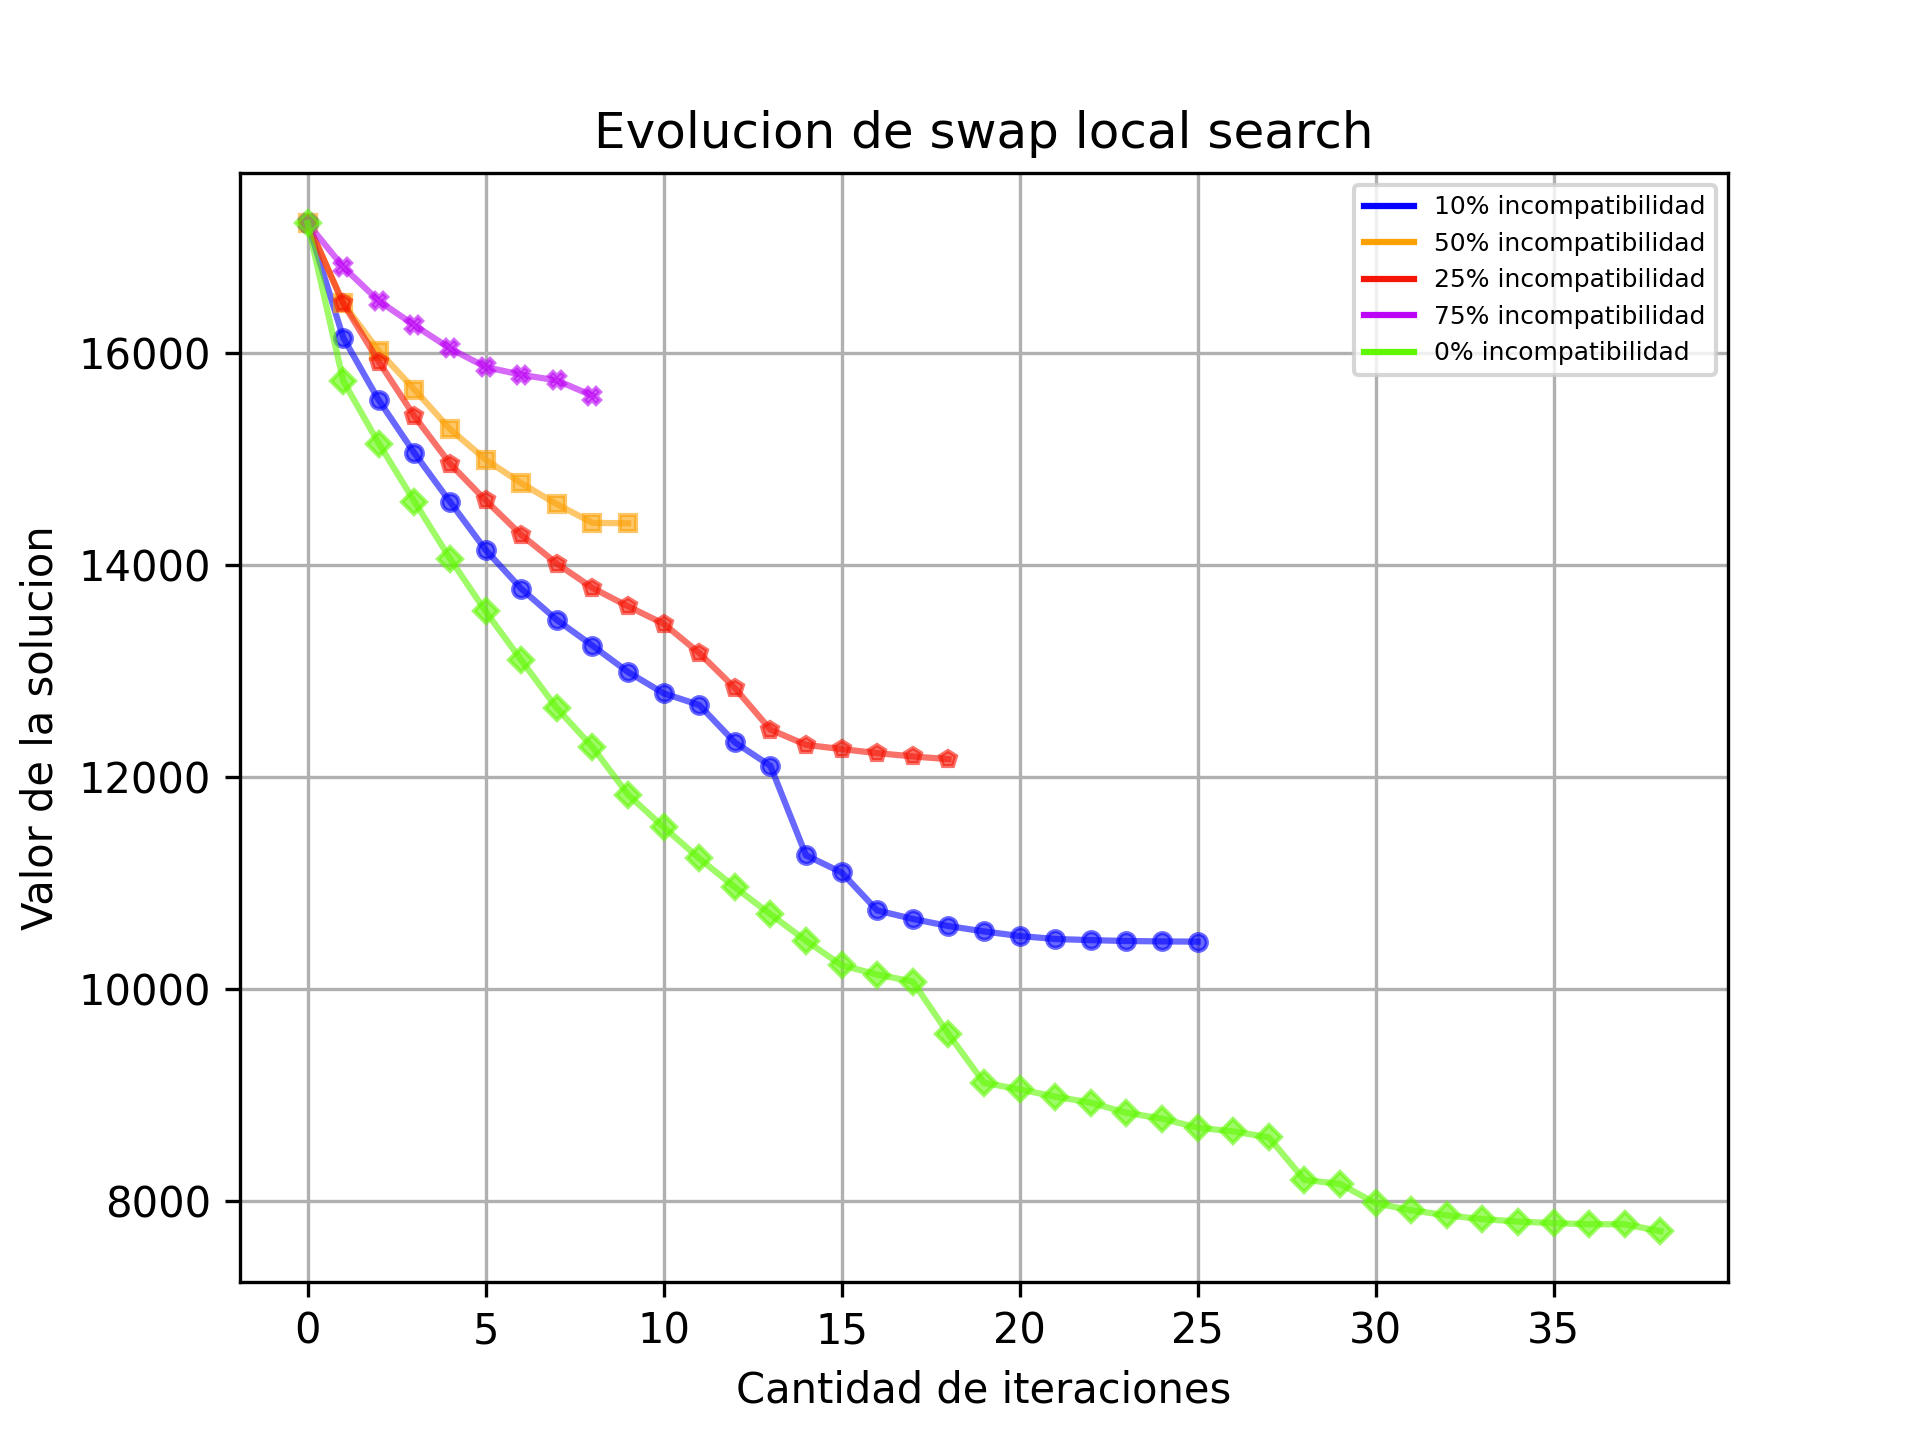 Evolucion de swap local search
10% incompatibilidad
50% incompatibilidad
25% incompatibilidad
75% incompatibilidad
0% incompatibilidad
Valor de la solucion
16000
14000
12000
10000
8000
0 5 10 15 20 25 30 35
Cantidad de iteraciones